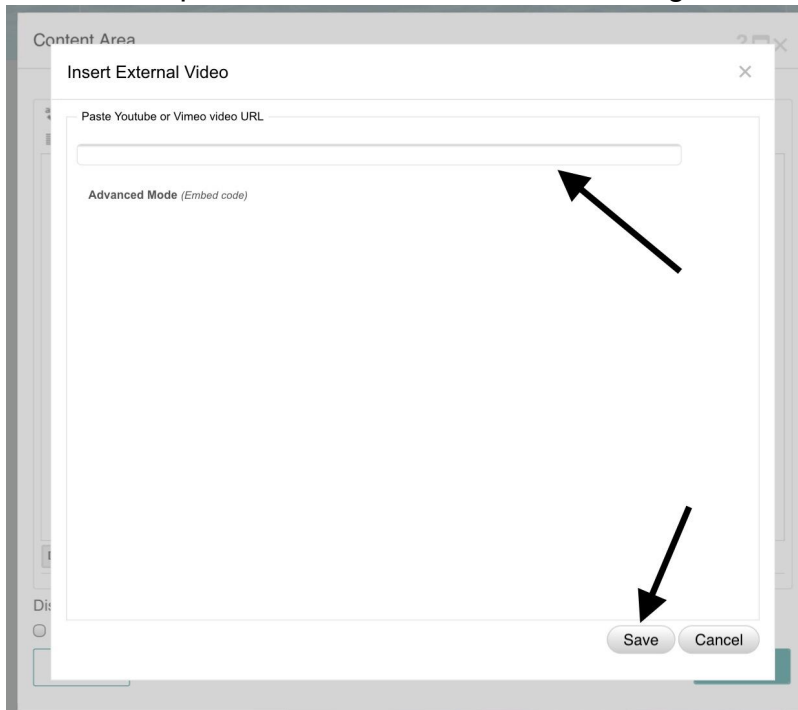 Content Area
Insert External Video
Paste Youtube or Vimeo video URL
Advanced Mode (Embed code)
Save Cancel